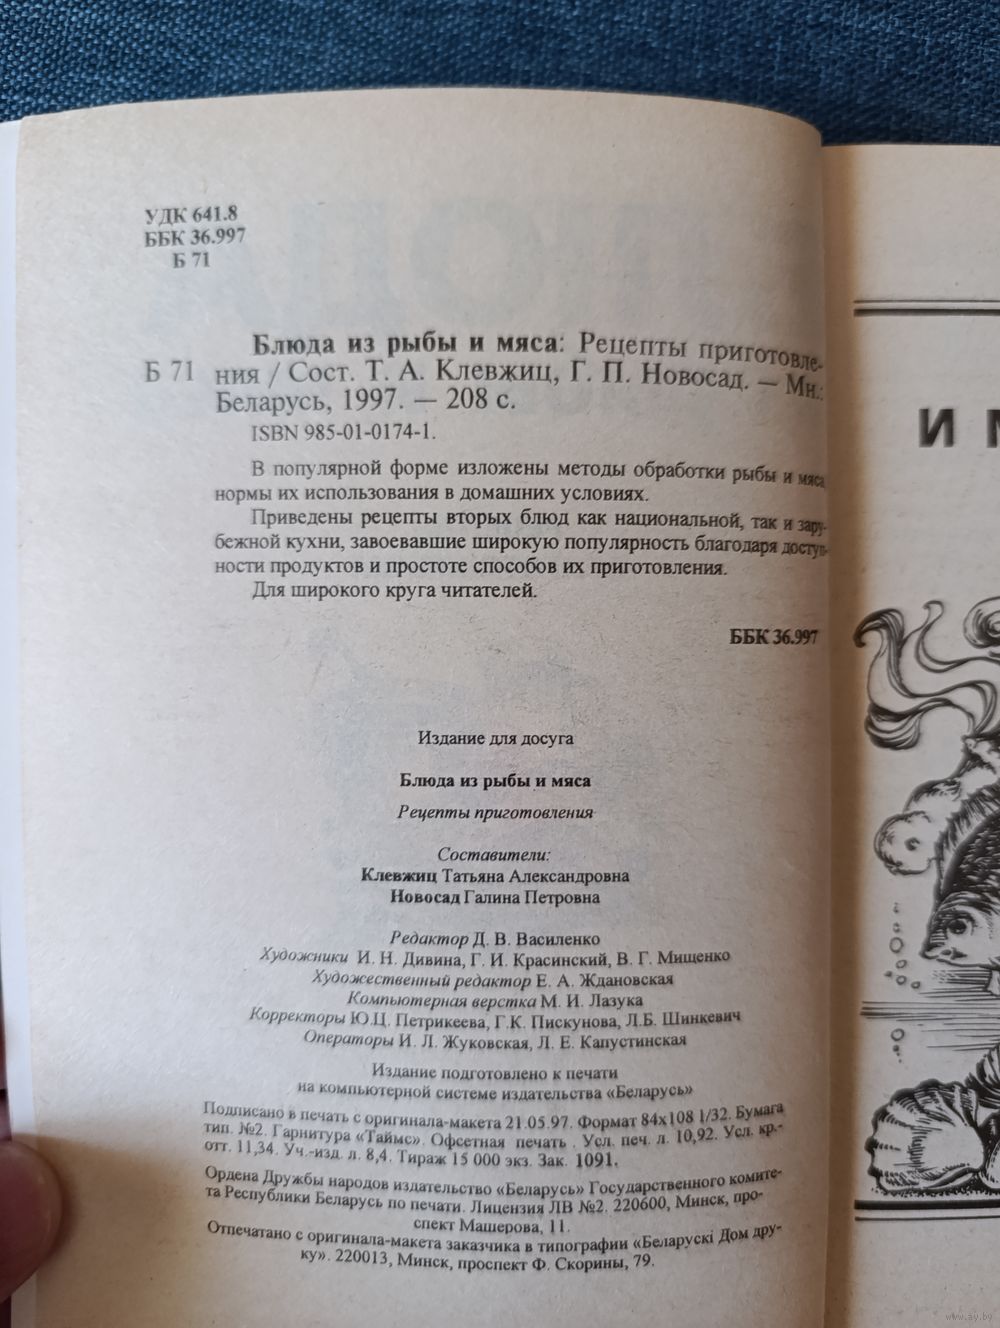 УДК 641.8
ББК 36.997
Б 71
Блюда из рыбы и мяса: Рецепты приготовле-
Б 71 ния / Сост. Т. А. Клевжиц, Г. П. Новосад. — Мн.:
Беларусь, 1997. — 208 с.
ISBN 985-01-0174-1.
В популярной форме изложены методы обработки рыбы и мяса,
нормы их использования в домашних условиях.
Приведены рецепты вторых блюд как национальной, так и зару-
бежной кухни, завоевавшие широкую популярность благодаря доступ-
ности продуктов и простоте способов их приготовления.
Для широкого круга читателей.
ББК 36.997
Издание для досуга
Блюда из рыбы и мяса
Рецепты приготовления
Составители:
Клевжиц Татьяна Александровна
Новосад Галина Петровна
Редактор Д. В. Василенко
Художники И. Н. Дивина, Г. И. Красинский, В. Г. Мищенко
Художественный редактор Е. А. Ждановская
Компьютерная верстка М. И. Лазука
Корректоры Ю.Ц. Петрикеева, Г.К. Пискунова, Л.Б. Шинкевич
Операторы И. Л. Жуковская, Л. Е. Капустинская
Издание подготовлено к печати
на компьютерной системе издательства «Беларусь»
Подписано в печать с оригинала-макета 21.05.97. Формат 84х108 1/32. Бумага
тип. №2. Гарнитура «Таймс». Офсетная печать . Усл. печ. л. 10,92. Усл. кр.-
отт. 11,34. Уч.-изд. л. 8,4. Тираж 15 000 экз. Зак. 1091.
Ордена Дружбы народов издательство «Беларусь» Государственного комите-
та Республики Беларусь по печати. Лицензия ЛВ №2. 220600, Минск, про-
спект Машерова, 11.
Отпечатано с оригинала-макета заказчика в типографии «Беларускі Дом дру-
ку». 220013, Минск, проспект Ф. Скорины, 79.
И М
www.ay.by